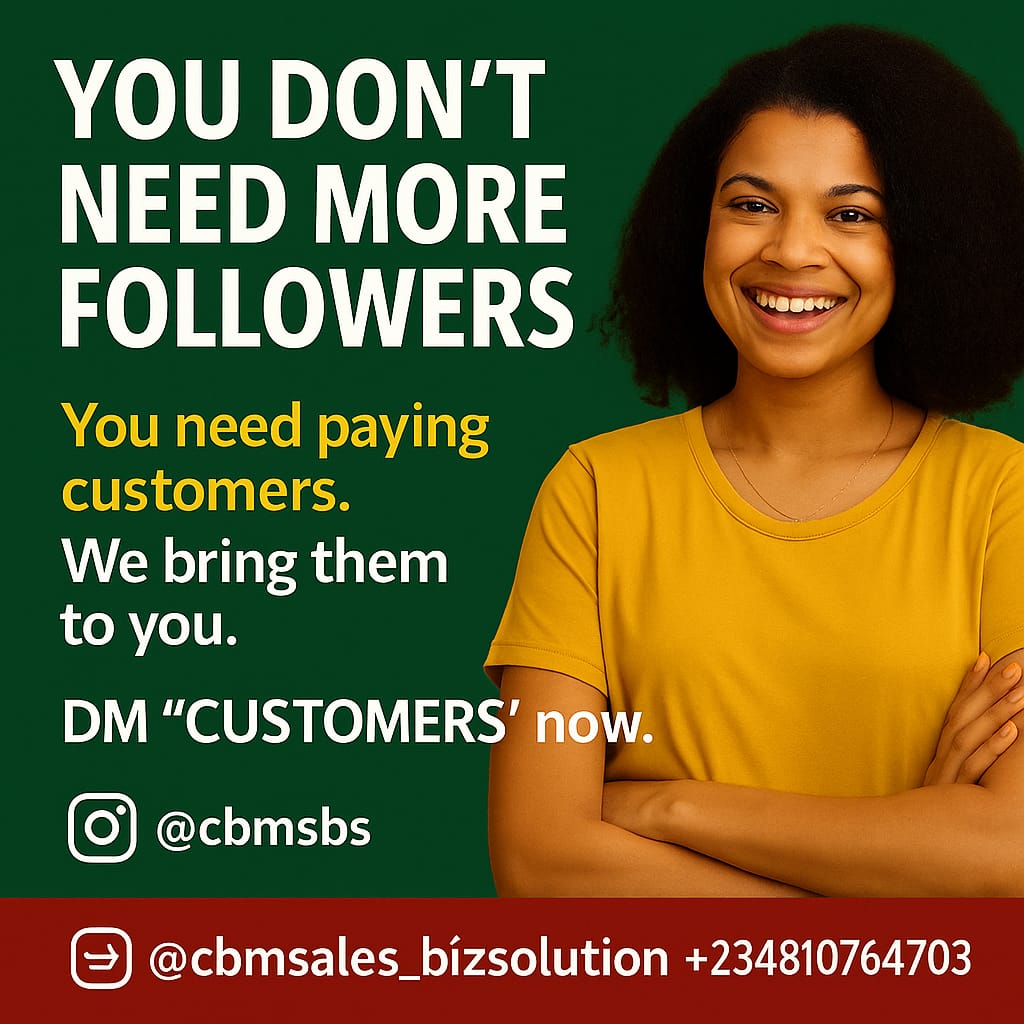 YOU DON'T
NEED MORE
FOLLOWERS
You need paying
customers.
We bring them
to you.
DM “CUSTOMERS’ now.
@cbmsbs
@cbmsales_bízsolution +234810764703